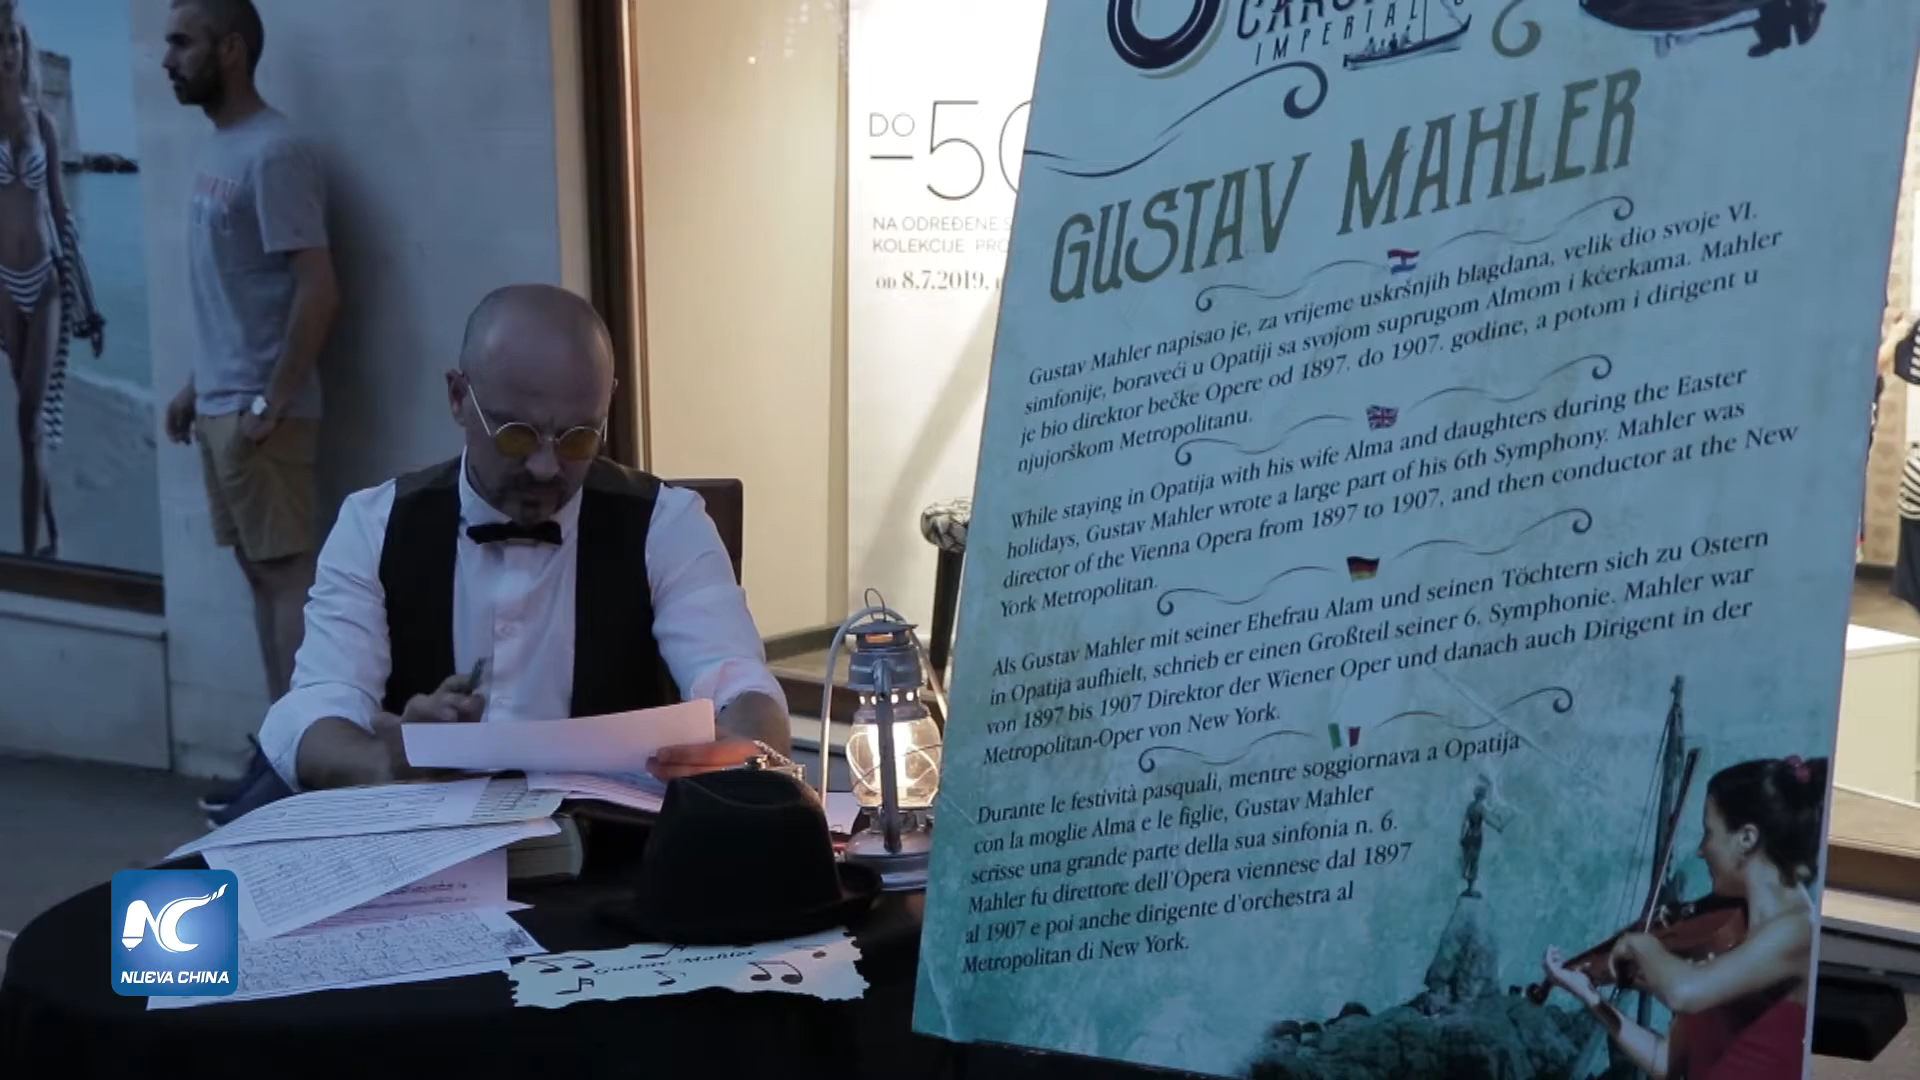 IMPERIAL
GUSTAV MAHLER
DO
-50
NA ODREĐENE
KOLEKCIJE
OD 8.7.2019.
Gustav Mahler napisao je, za vrijeme uskršnjih blagdana, velik dio svoje VI.
simfonije, boraveći u Opatiji sa svojom suprugom Almom i kćerkama. Mahler
je bio direktor bečke Opere od 1897. do 1907. godine, a potom i dirigent u
njujorškom Metropolitanu.
While staying in Opatija with his wife Alma and daughters during the Easter
holidays, Gustav Mahler wrote a large part of his 6th Symphony. Mahler was
director of the Vienna Opera from 1897 to 1907, and then conductor at the New
York Metropolitan.
Als Gustav Mahler mit seiner Ehefrau Alam und seinen Töchtern sich zu Ostern
in Opatija aufhielt, schrieb er einen Großteil seiner 6. Symphonie. Mahler war
von 1897 bis 1907 Direktor der Wiener Oper und danach auch Dirigent in der
Metropolitan-Oper von New York.
Durante le festività pasquali, mentre soggiornava a Opatija
con la moglie Alma e le figlie, Gustav Mahler
scrisse una grande parte della sua sinfonia n. 6.
Mahler fu direttore dell'Opera viennese dal 1897
al 1907 e poi anche dirigente d'orchestra al
Metropolitan di New York.
Gustav Mahler
NUEVA CHINA